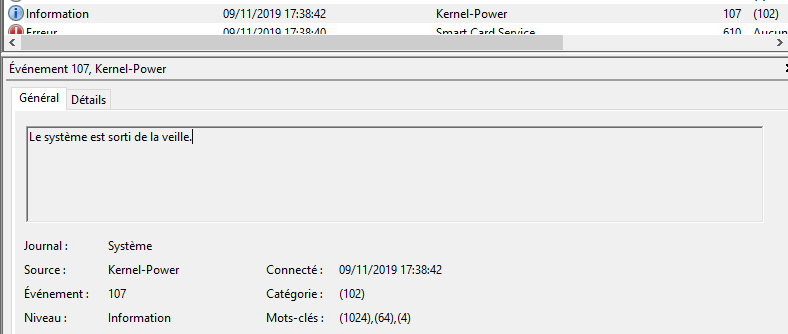 Information 09/11/2019 17:38:42 Kernel-Power 107 (102)
Erreur 09/11/2019 17:38:40 Smart Card Service 610 Aucun
Événement 107, Kernel-Power
Général Détails
Le système est sorti de la veille.
Journal : Système
Source : Kernel-Power Connecté : 09/11/2019 17:38:42
Événement : 107 Catégorie : (102)
Niveau : Information Mots-clés : (1024),(64),(4)